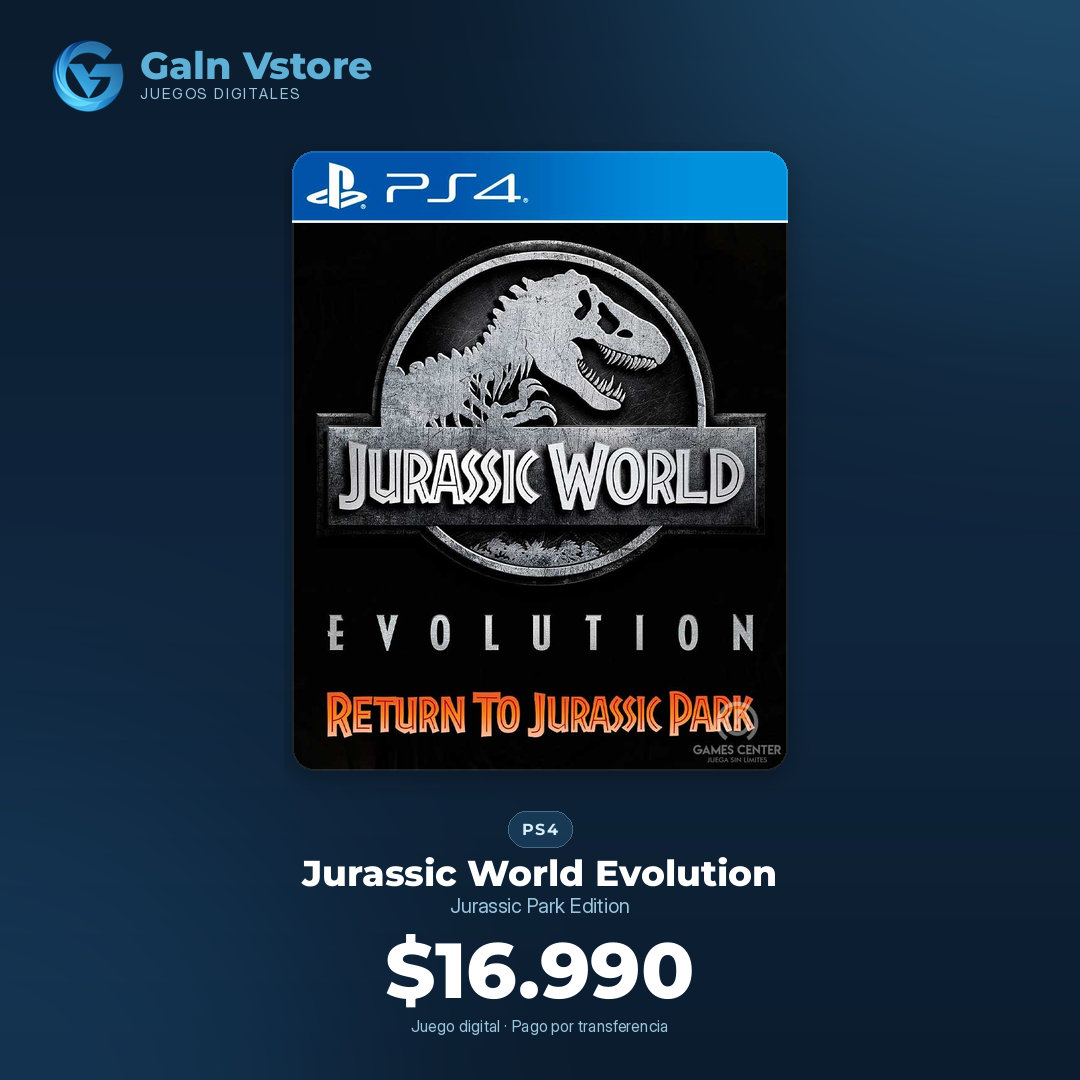 GaIn Vstore
JUEGOS DIGITALES
PS4
JURASSIC WORLD
EVOLUTION
RETURN TO JURASSIC PARK
GAMES CENTER
JUEGA SIN LIMITES
PS4
Jurassic World Evolution
Jurassic Park Edition
$16.990
Juego digital · Pago por transferencia